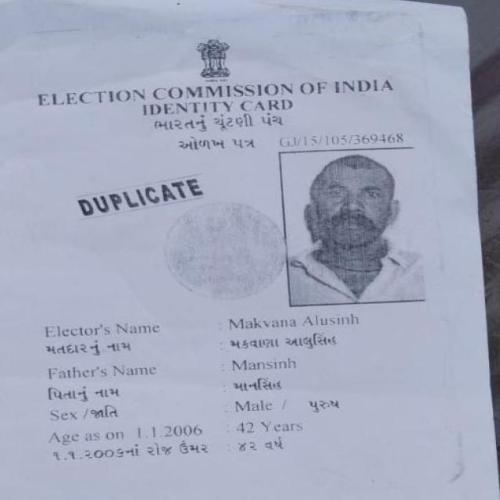 ELECTION COMMISSION OF INDIA
IDENTITY CARD
ભારતનું ચૂંટણી પંચ
ઓળખ પત્ર GJ/15/105/369468
DUPLICATE
Elector's Name : Makvana Alusinh
મતદારનું નામ : મકવાણા આલુસિંહ
Father's Name : Mansinh
પિતાનું નામ : માનસિંહ
Sex /જાતિ : Male / પુરુષ
Age as on 1.1.2006 : 42 Years
૧.૧.૨૦૦૬નાં રોજ ઉંમર : ૪૨ વર્ષ